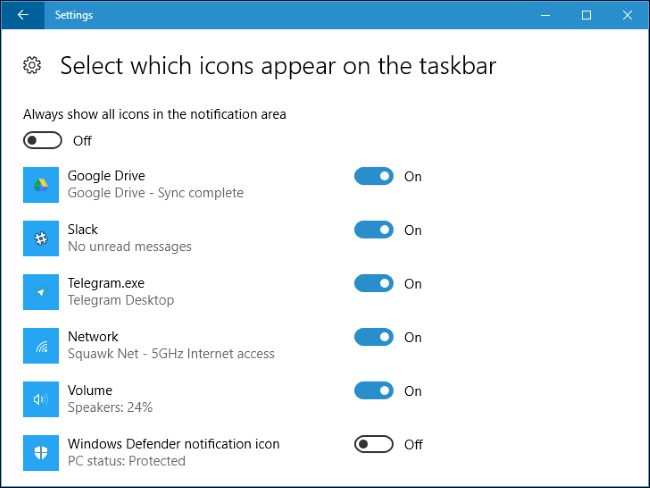 Settings
Select which icons appear on the taskbar
Always show all icons in the notification area
Off
Google Drive
Google Drive - Sync complete
On
Slack
No unread messages
On
Telegram.exe
Telegram Desktop
On
Network
Squawk Net - 5GHz Internet access
On
Volume
Speakers: 24%
On
Windows Defender notification icon
PC status: Protected
Off